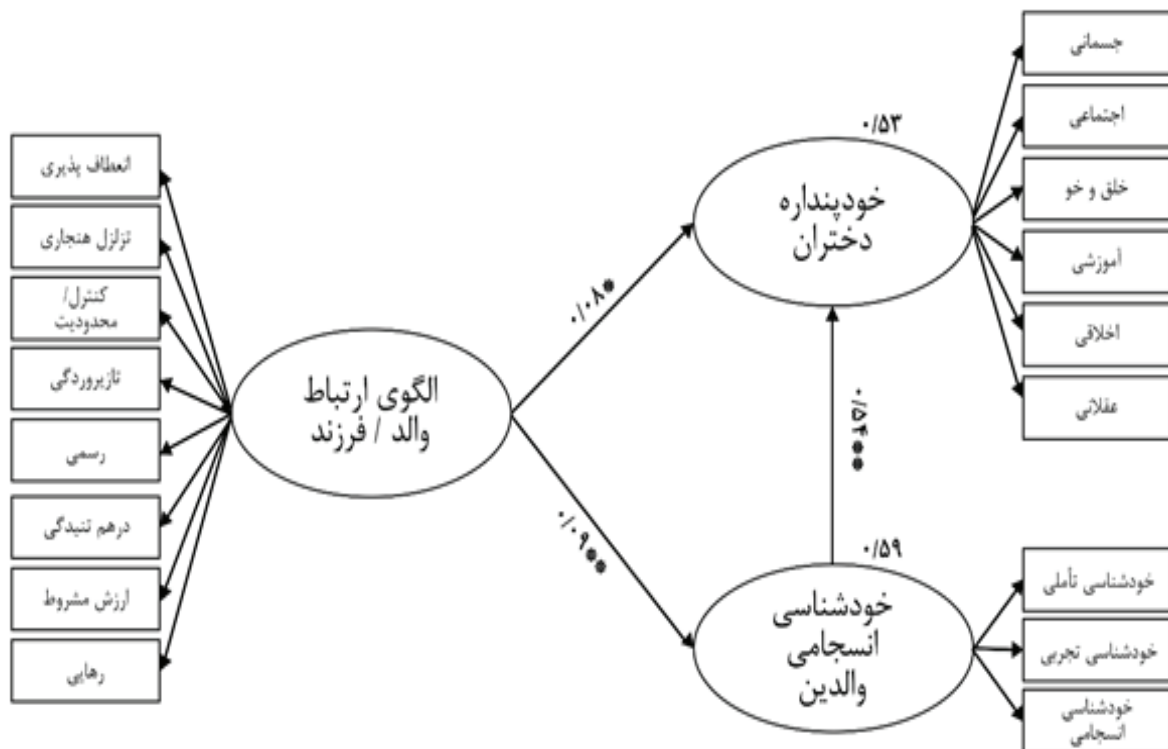 جسمانی
اجتماعی
خلق و خو
آموزشی
اخلاقی
عقلانی
۰/۵۳
خودپنداره
دختران
۰/۰۸*
۰/۵۴**
۰/۰۹**
الگوی ارتباط
والد / فرزند
انعطاف پذیری
تزلزل هنجاری
کنترل/
محدودیت
نازپروردگی
رسمی
درهم تنیدگی
ارزش مشروط
رهایی
۰/۵۹
خودشناسی
انسجامی
والدین
خودشناسی تأملی
خودشناسی تجربی
خودشناسی
انسجامی